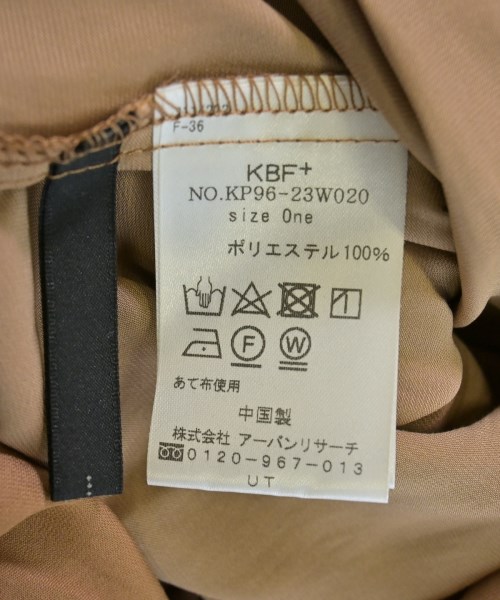 F-36
KBF+
NO.KP96-23W020
size One
ポリエステル100%
F W
あて布使用
中国製
株式会社 アーバンリサーチ
0120-967-013
UT